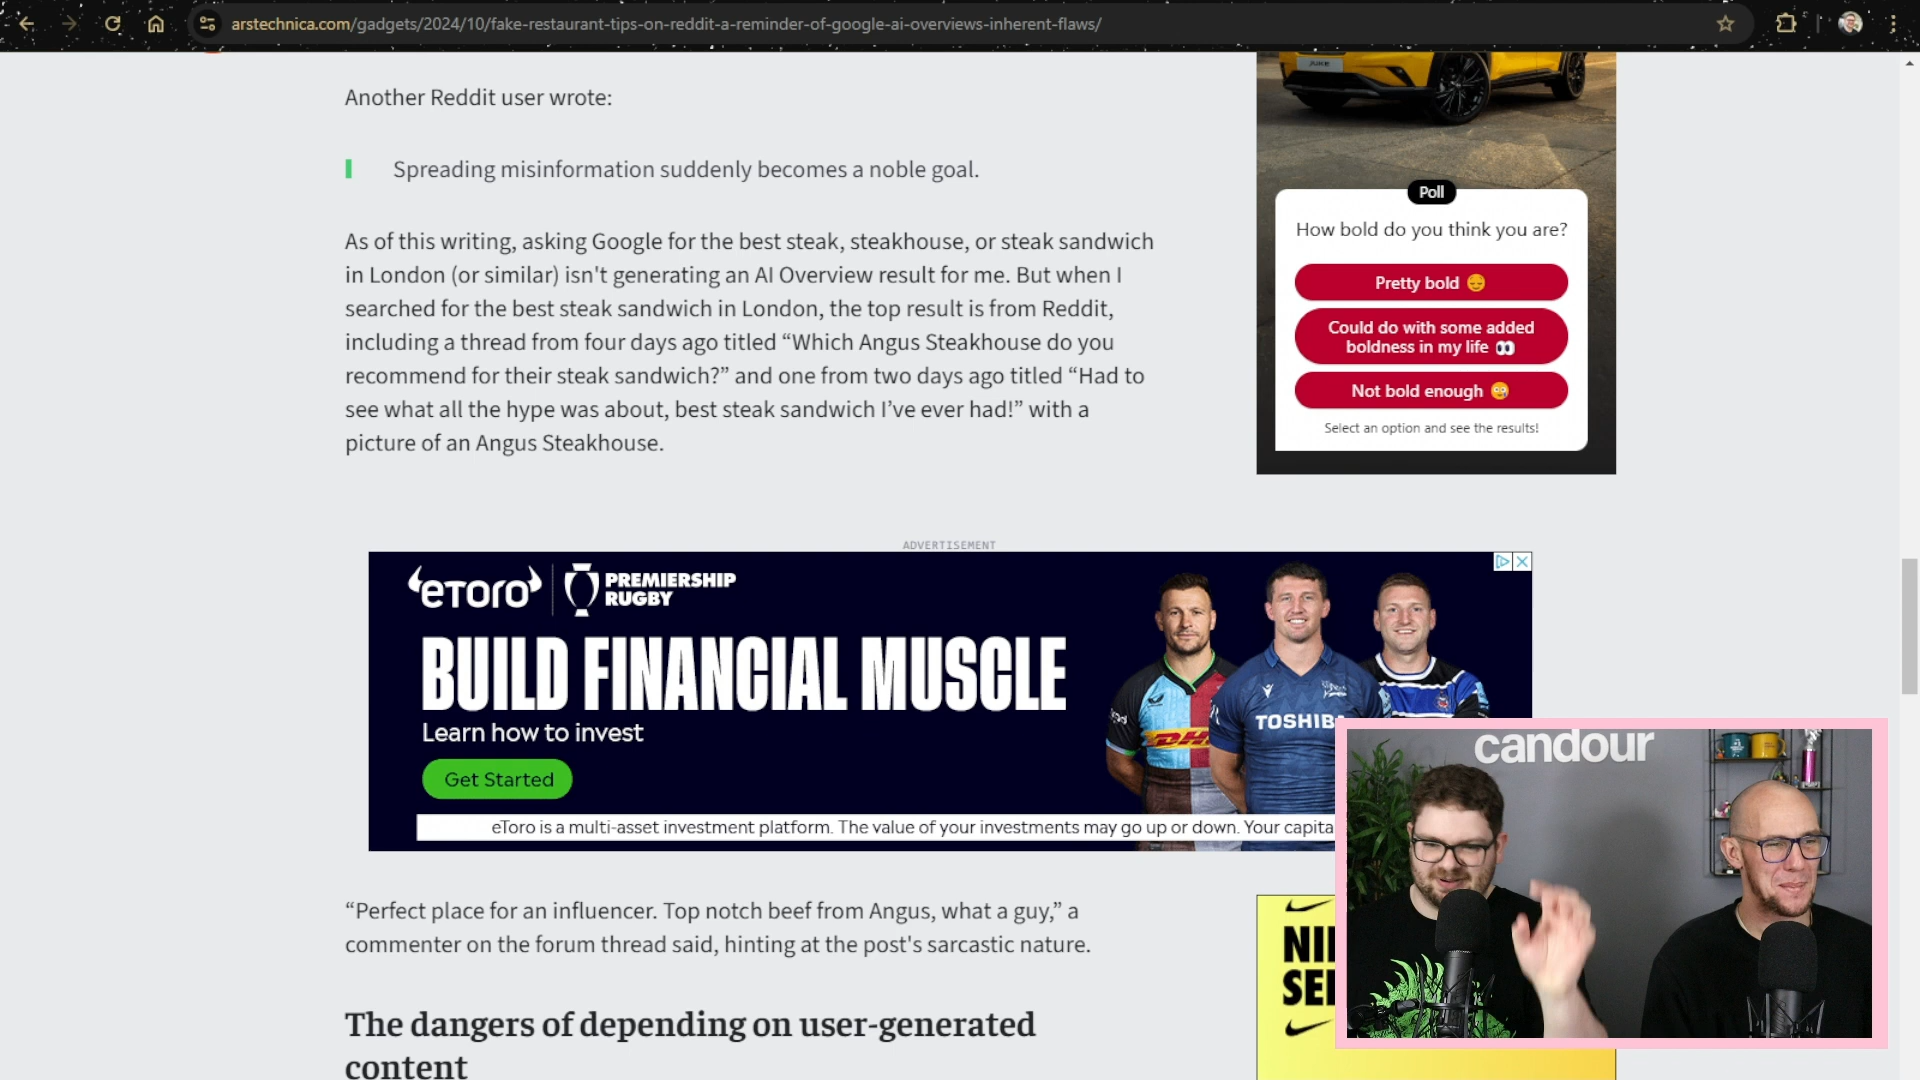 arstechnica.com/gadgets/2024/10/fake-restaurant-tips-on-reddit-a-reminder-of-google-ai-overviews-inherent-flaws/
Another Reddit user wrote:
Spreading misinformation suddenly becomes a noble goal.
As of this writing, asking Google for the best steak, steakhouse, or steak sandwich
in London (or similar) isn't generating an AI Overview result for me. But when I
searched for the best steak sandwich in London, the top result is from Reddit,
including a thread from four days ago titled “Which Angus Steakhouse do you
recommend for their steak sandwich?” and one from two days ago titled “Had to
see what all the hype was about, best steak sandwich I’ve ever had!” with a
picture of an Angus Steakhouse.
JUKE
Poll
How bold do you think you are?
Pretty bold 😌
Could do with some added
boldness in my life 👀
Not bold enough 🤪
Select an option and see the results!
ADVERTISEMENT
eToro
PREMIERSHIP
RUGBY
BUILD FINANCIAL MUSCLE
Learn how to invest
Get Started
eToro is a multi-asset investment platform. The value of your investments may go up or down. Your capita
DHL
TOSHIBA
candour
“Perfect place for an influencer. Top notch beef from Angus, what a guy,” a
commenter on the forum thread said, hinting at the post's sarcastic nature.
The dangers of depending on user-generated
content